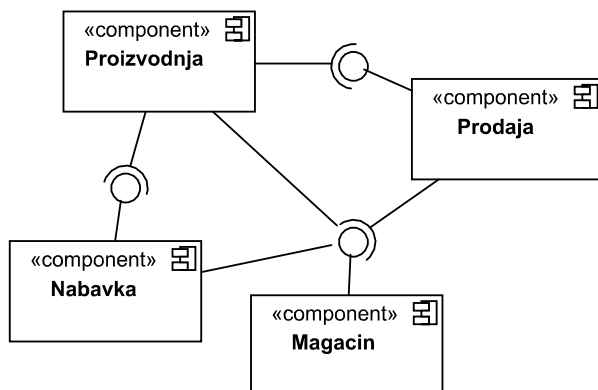 «component»
Proizvodnja
«component»
Prodaja
«component»
Nabavka
«component»
Magacin